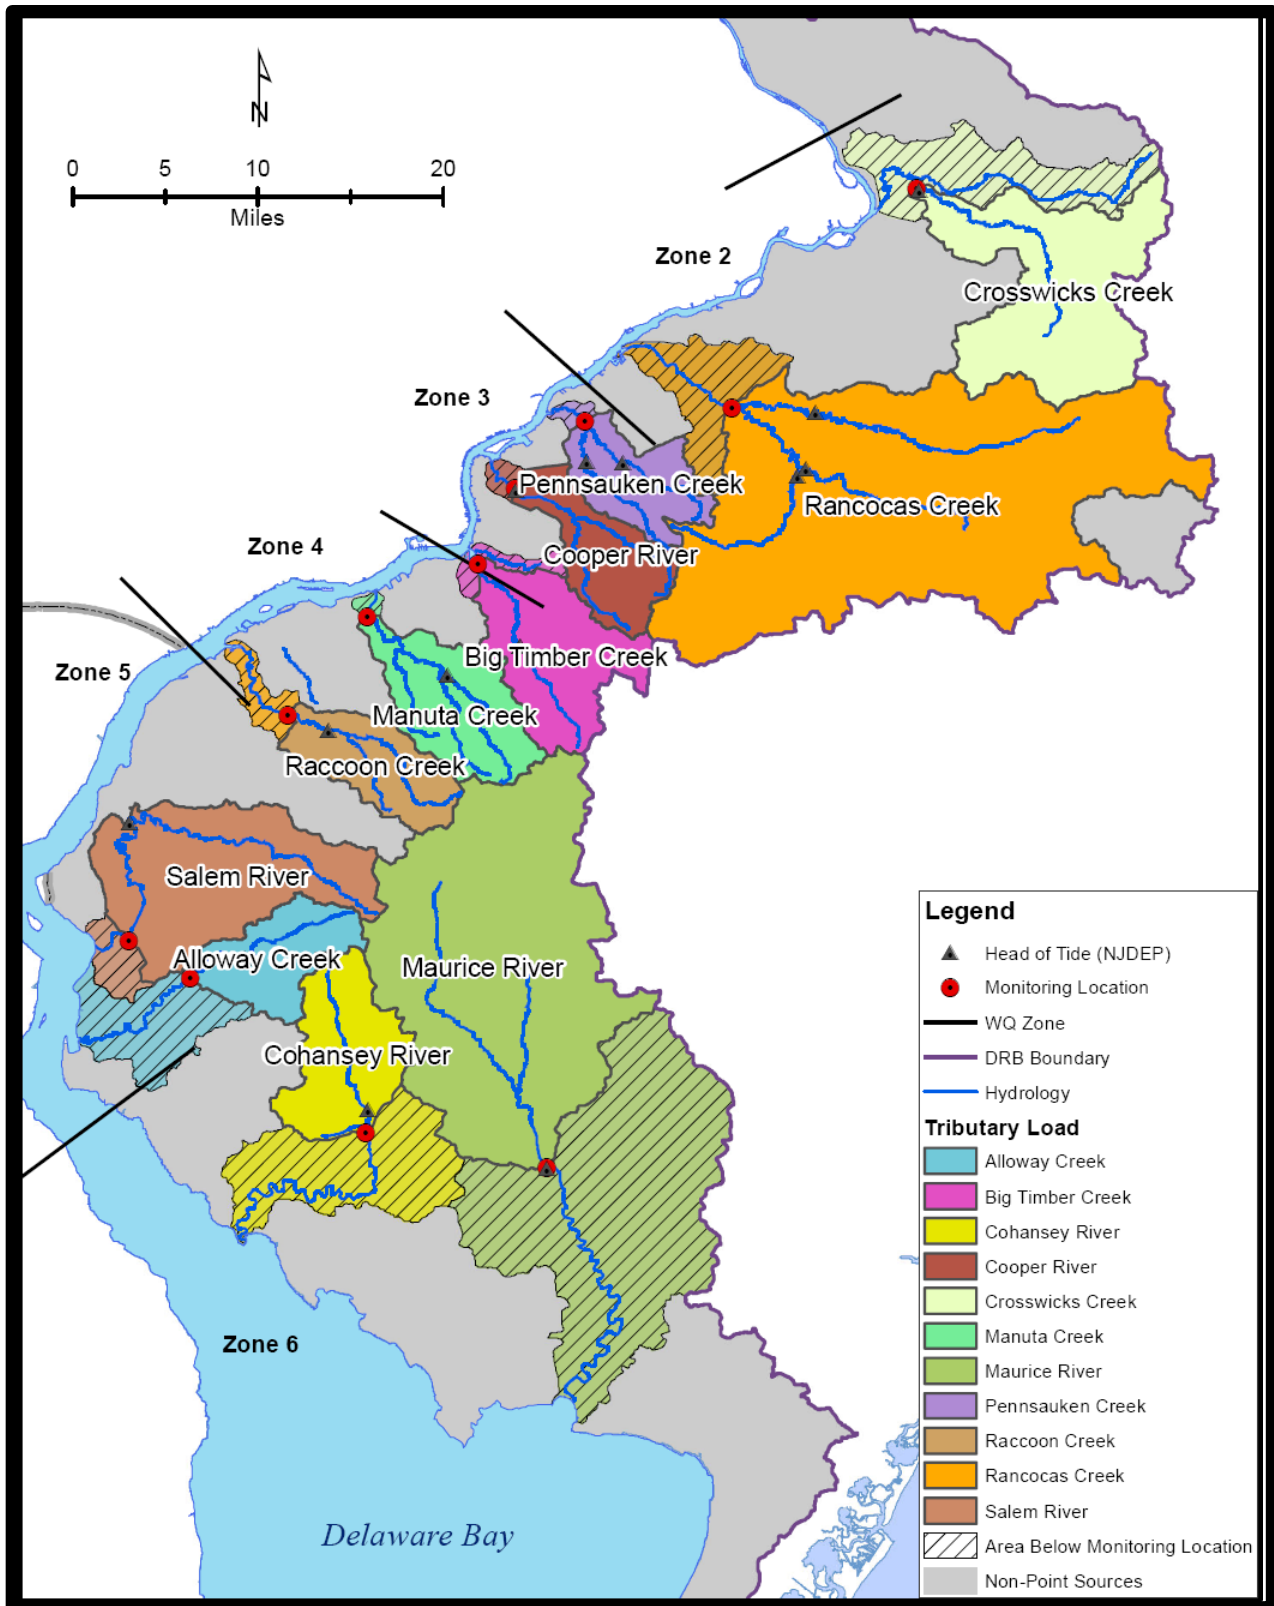 N
0 5 10 20
Miles
Zone 2
Crosswicks Creek
Zone 3
Pennsauken Creek
Rancocas Creek
Zone 4
Cooper River
Big Timber Creek
Zone 5
Manuta Creek
Raccoon Creek
Salem River
Alloway Creek
Maurice River
Cohansey River
Zone 6
Delaware Bay
Legend
Head of Tide (NJDEP)
Monitoring Location
WQ Zone
DRB Boundary
Hydrology
Tributary Load
Alloway Creek
Big Timber Creek
Cohansey River
Cooper River
Crosswicks Creek
Manuta Creek
Maurice River
Pennsauken Creek
Raccoon Creek
Rancocas Creek
Salem River
Area Below Monitoring Location
Non-Point Sources